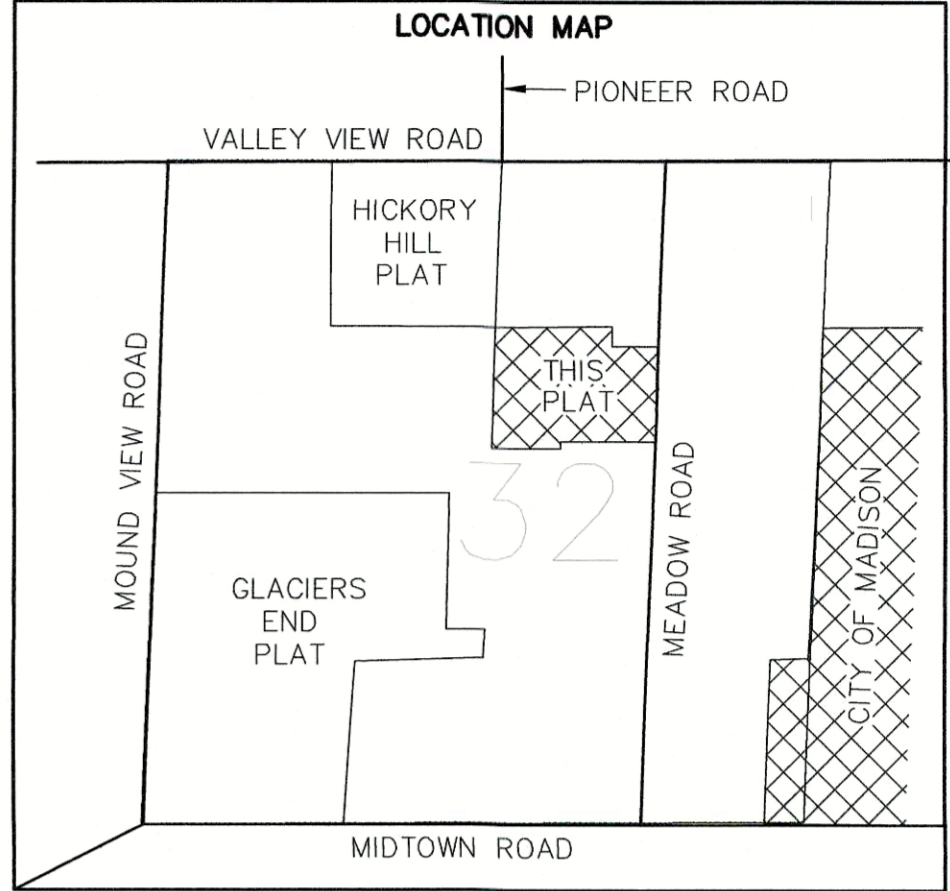 LOCATION MAP
PIONEER ROAD
VALLEY VIEW ROAD
HICKORY
HILL
PLAT
THIS
PLAT
MOUND VIEW ROAD
32
MEADOW ROAD
CITY OF MADISON
GLACIERS
END
PLAT
MIDTOWN ROAD